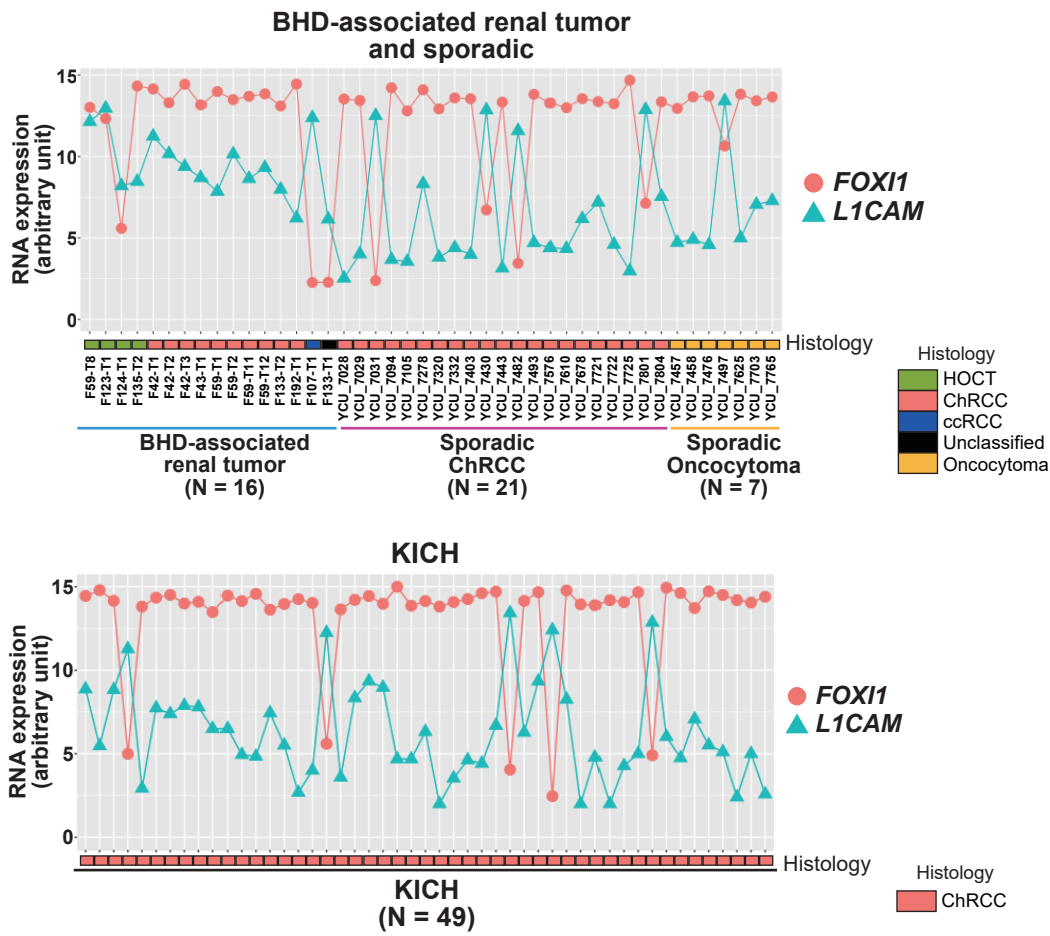 BHD-associated renal tumor
and sporadic
RNA expression
(arbitrary unit)
15
10
5
0
FOXI1
L1CAM
Histology
F59-T8
F123-T1
F124-T1
F135-T2
F42-T1
F42-T2
F42-T3
F43-T1
F59-T1
F59-T2
F59-T11
F59-T12
F133-T2
F192-T1
F107-T1
F133-T1
YCU_7028
YCU_7029
YCU_7031
YCU_7094
YCU_7105
YCU_7278
YCU_7320
YCU_7322
YCU_7403
YCU_7430
YCU_7443
YCU_7482
YCU_7493
YCU_7576
YCU_7610
YCU_7678
YCU_7721
YCU_7722
YCU_7725
YCU_7801
YCU_7804
YCU_7457
YCU_7458
YCU_7476
YCU_7497
YCU_7625
YCU_7703
YCU_7765
BHD-associated
renal tumor
(N = 16)
Sporadic
ChRCC
(N = 21)
Sporadic
Oncocytoma
(N = 7)
Histology
HOCT
ChRCC
ccRCC
Unclassified
Oncocytoma
KICH
RNA expression
(arbitrary unit)
15
10
5
0
FOXI1
L1CAM
Histology
KICH
(N = 49)
Histology
ChRCC